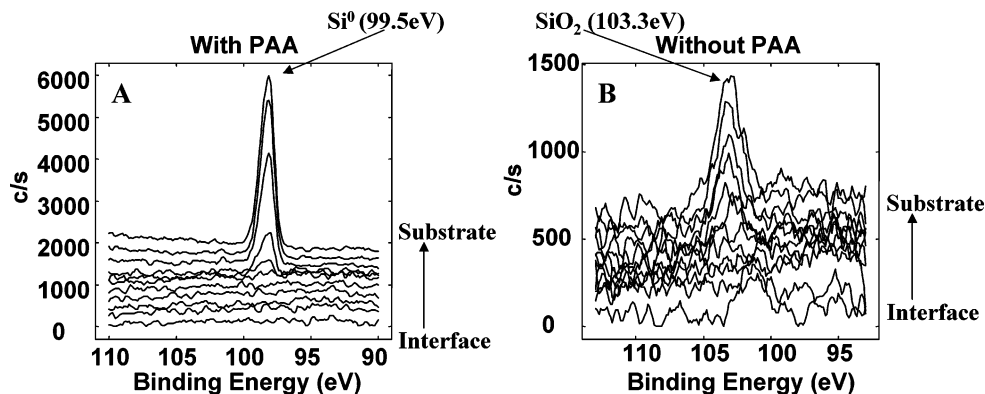 Si⁰ (99.5eV)
With PAA
A
6000
5000
4000
3000
2000
1000
0
c/s
110 105 100 95 90
Binding Energy (eV)
Substrate
Interface
SiO₂ (103.3eV)
Without PAA
B
1500
1000
500
0
c/s
110 105 100 95
Binding Energy (eV)
Substrate
Interface